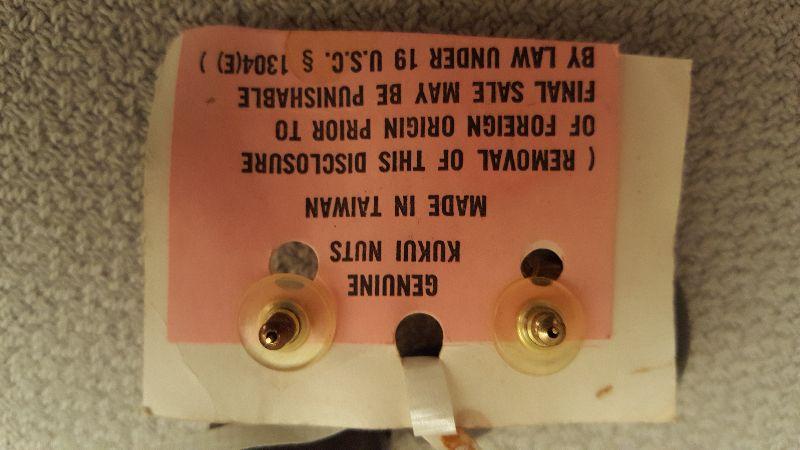 GENUINE
KUKUI NUTS
MADE IN TAIWAN
( REMOVAL OF THIS DISCLOSURE
OF FOREIGN ORIGIN PRIOR TO
FINAL SALE MAY BE PUNISHABLE
BY LAW UNDER 19 U.S.C. § 1304(E) )